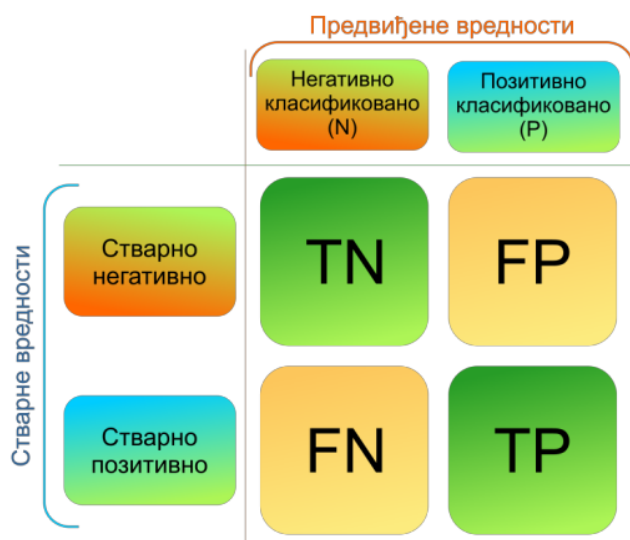 Предвиђене вредности
Негативно
класификовано
(N)
Позитивно
класификовано
(P)
Стварне вредности
Стварно
негативно
TN
FP
Стварно
позитивно
FN
TP